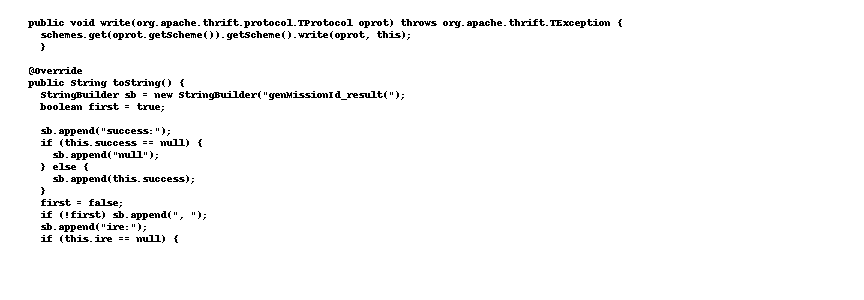 public void write(org.apache.thrift.protocol.TProtocol oprot) throws org.apache.thrift.TException {
schemes.get(oprot.getScheme()).getScheme().write(oprot, this);
}
@Override
public String toString() {
StringBuilder sb = new StringBuilder("genMissionId_result(");
boolean first = true;
sb.append("success:");
if (this.success == null) {
sb.append("null");
} else {
sb.append(this.success);
}
first = false;
if (!first) sb.append(", ");
sb.append("ire:");
if (this.ire == null) {